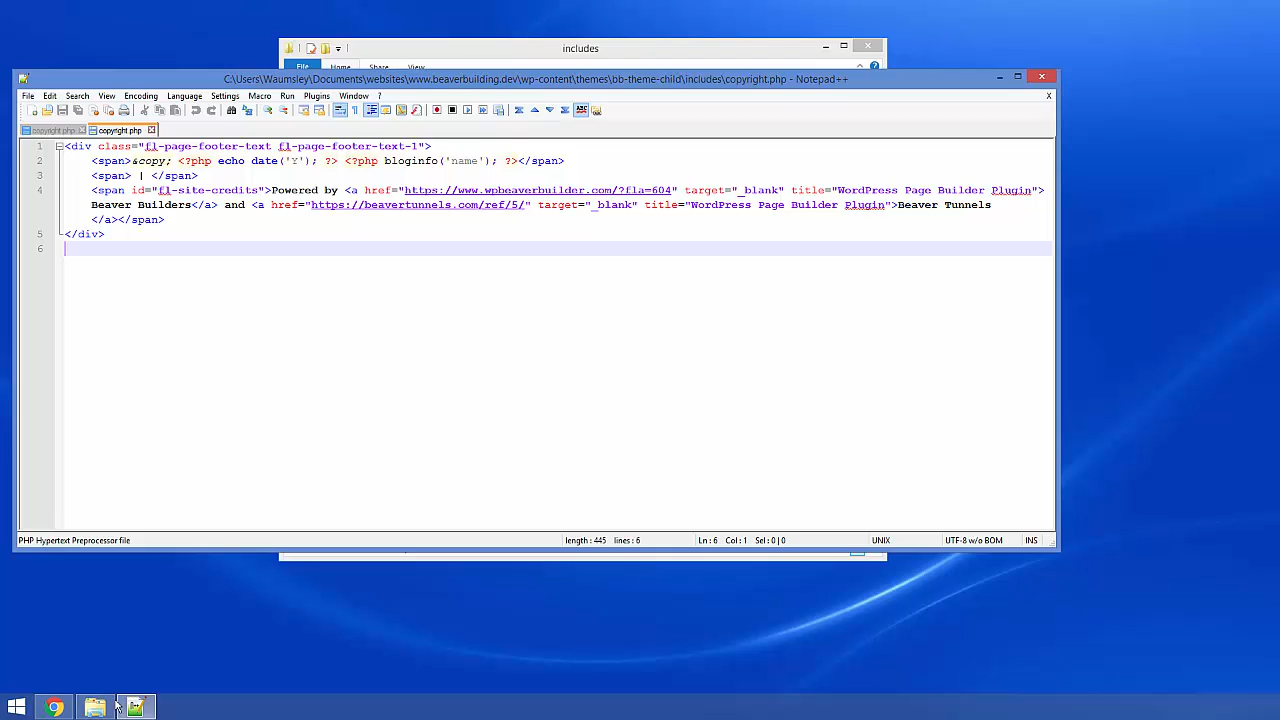 includes
File Home Share View
C:\Users\Waumsley\Documents\websites\www.beaverbuilding.dev\wp-content\themes\bb-theme-child\includes\copyright.php - Notepad++
File Edit Search View Encoding Language Settings Macro Run Plugins Window ? X
copyright.php copyright.php
1 <div class="fl-page-footer-text fl-page-footer-text-1">
2 <span>&copy; <?php echo date('Y'); ?> <?php bloginfo('name'); ?></span>
3 <span> | </span>
4 <span id="fl-site-credits">Powered by <a href="https://www.wpbeaverbuilder.com/?fla=604" target="_blank" title="WordPress Page Builder Plugin">
Beaver Builders</a> and <a href="https://beavertunnels.com/ref/5/" target="_blank" title="WordPress Page Builder Plugin">Beaver Tunnels
</a></span>
5 </div>
6
PHP Hypertext Preprocessor file length : 445 lines : 6 Ln : 6 Col : 1 Sel : 0 | 0 UNIX UTF-8 w/o BOM INS